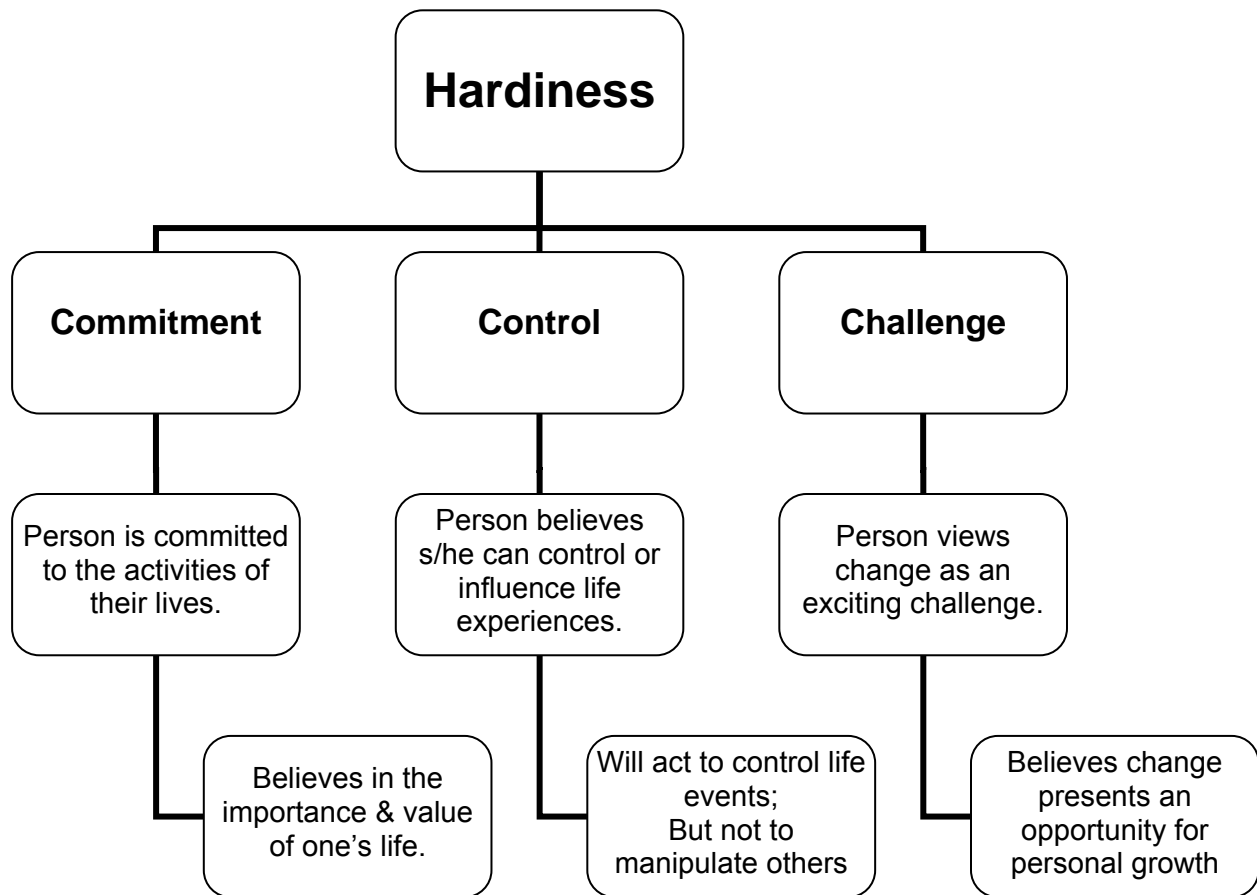 Hardiness
Commitment
Control
Challenge
Person is committed
to the activities of
their lives.
Person believes
s/he can control or
influence life
experiences.
Person views
change as an
exciting challenge.
Believes in the
importance & value
of one’s life.
Will act to control life
events;
But not to
manipulate others
Believes change
presents an
opportunity for
personal growth